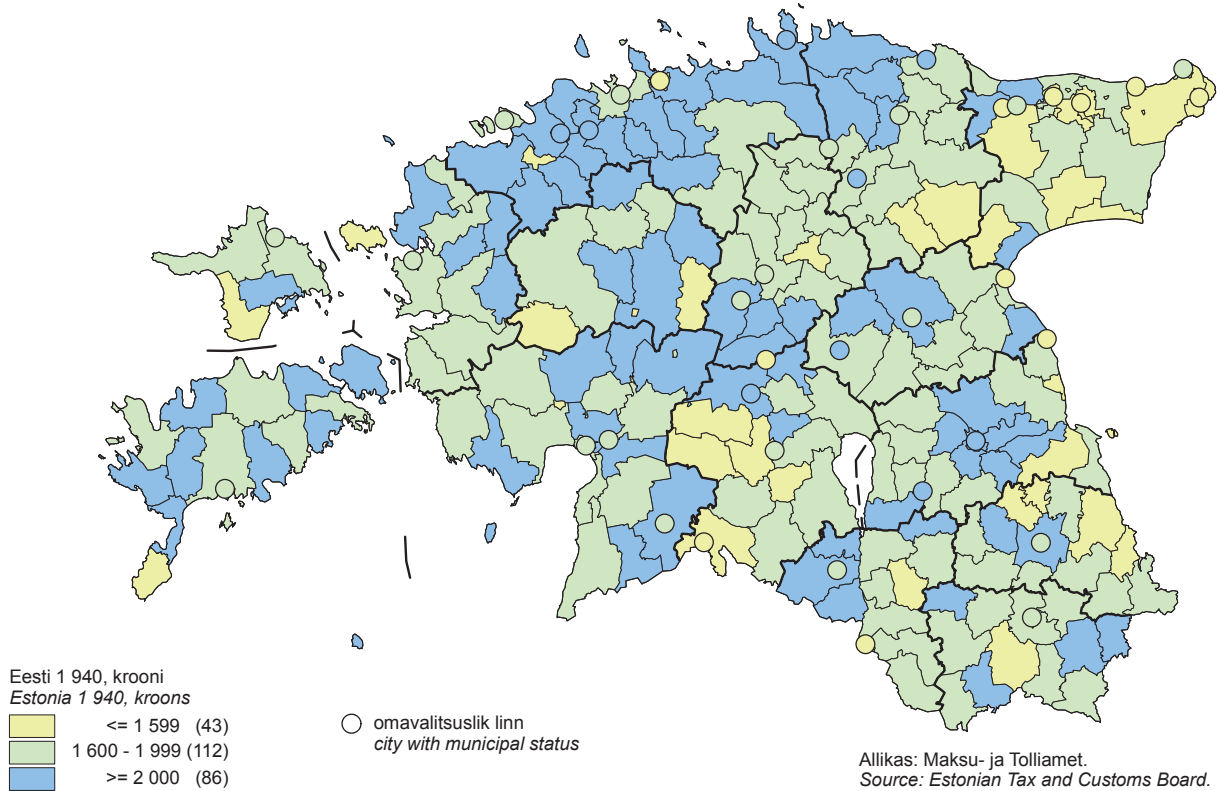 Eesti 1 940, krooni
Estonia 1 940, kroons
<= 1 599 (43)
1 600 - 1 999 (112)
>= 2 000 (86)
omavalitsuslik linn
city with municipal status
Allikas: Maksu- ja Tolliamet.
Source: Estonian Tax and Customs Board.